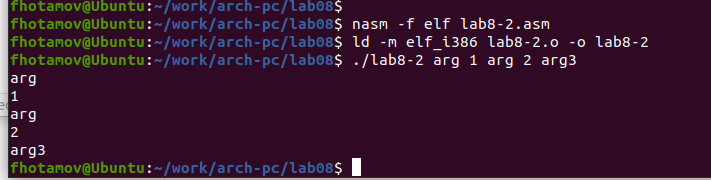 fhotamov@Ubuntu:~/work/arch-pc/lab08$
fhotamov@Ubuntu:~/work/arch-pc/lab08$ nasm -f elf lab8-2.asm
fhotamov@Ubuntu:~/work/arch-pc/lab08$ ld -m elf_i386 lab8-2.o -o lab8-2
fhotamov@Ubuntu:~/work/arch-pc/lab08$ ./lab8-2 arg 1 arg 2 arg3
arg
1
arg
2
arg3
fhotamov@Ubuntu:~/work/arch-pc/lab08$